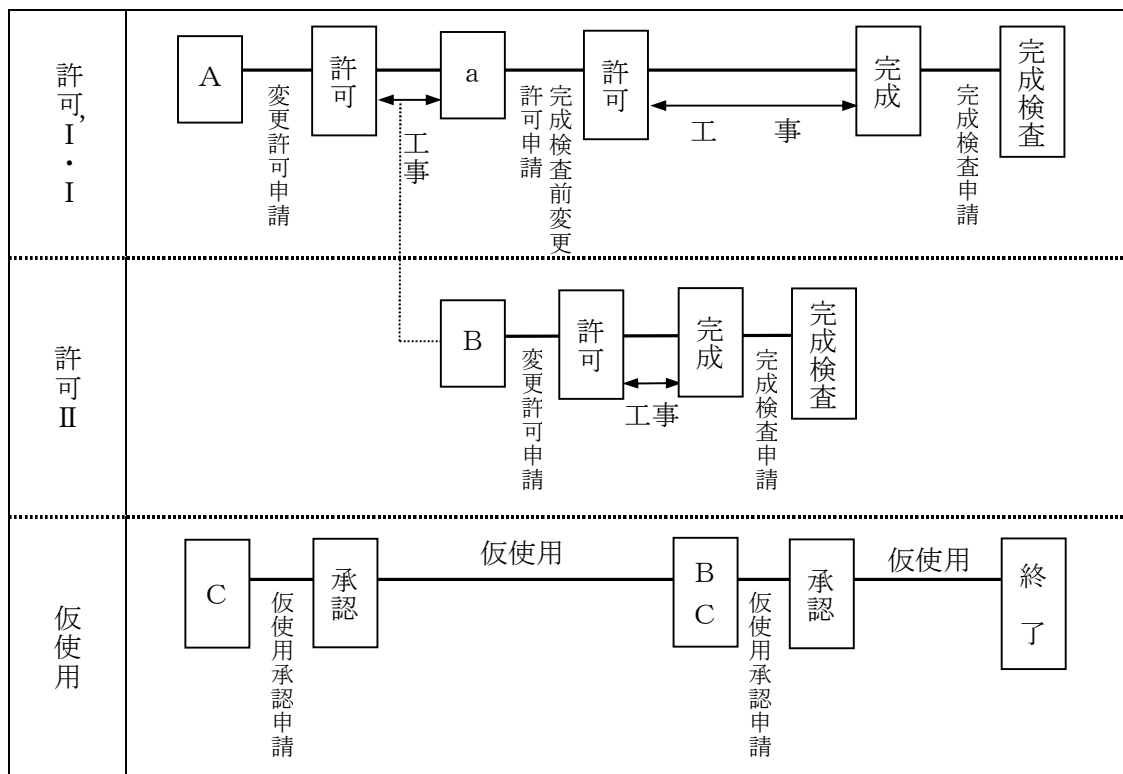 許可,Ⅰ・Ⅰ
A
変更許可申請
許可
工事
a
完成検査前変更
許可申請
許可
工　事
完成
完成検査申請
完成検査
許可Ⅱ
B
変更許可申請
許可
工事
完成
完成検査申請
完成検査
仮使用
C
仮使用承認申請
承認
仮使用
BC
仮使用承認申請
承認
仮使用
終了